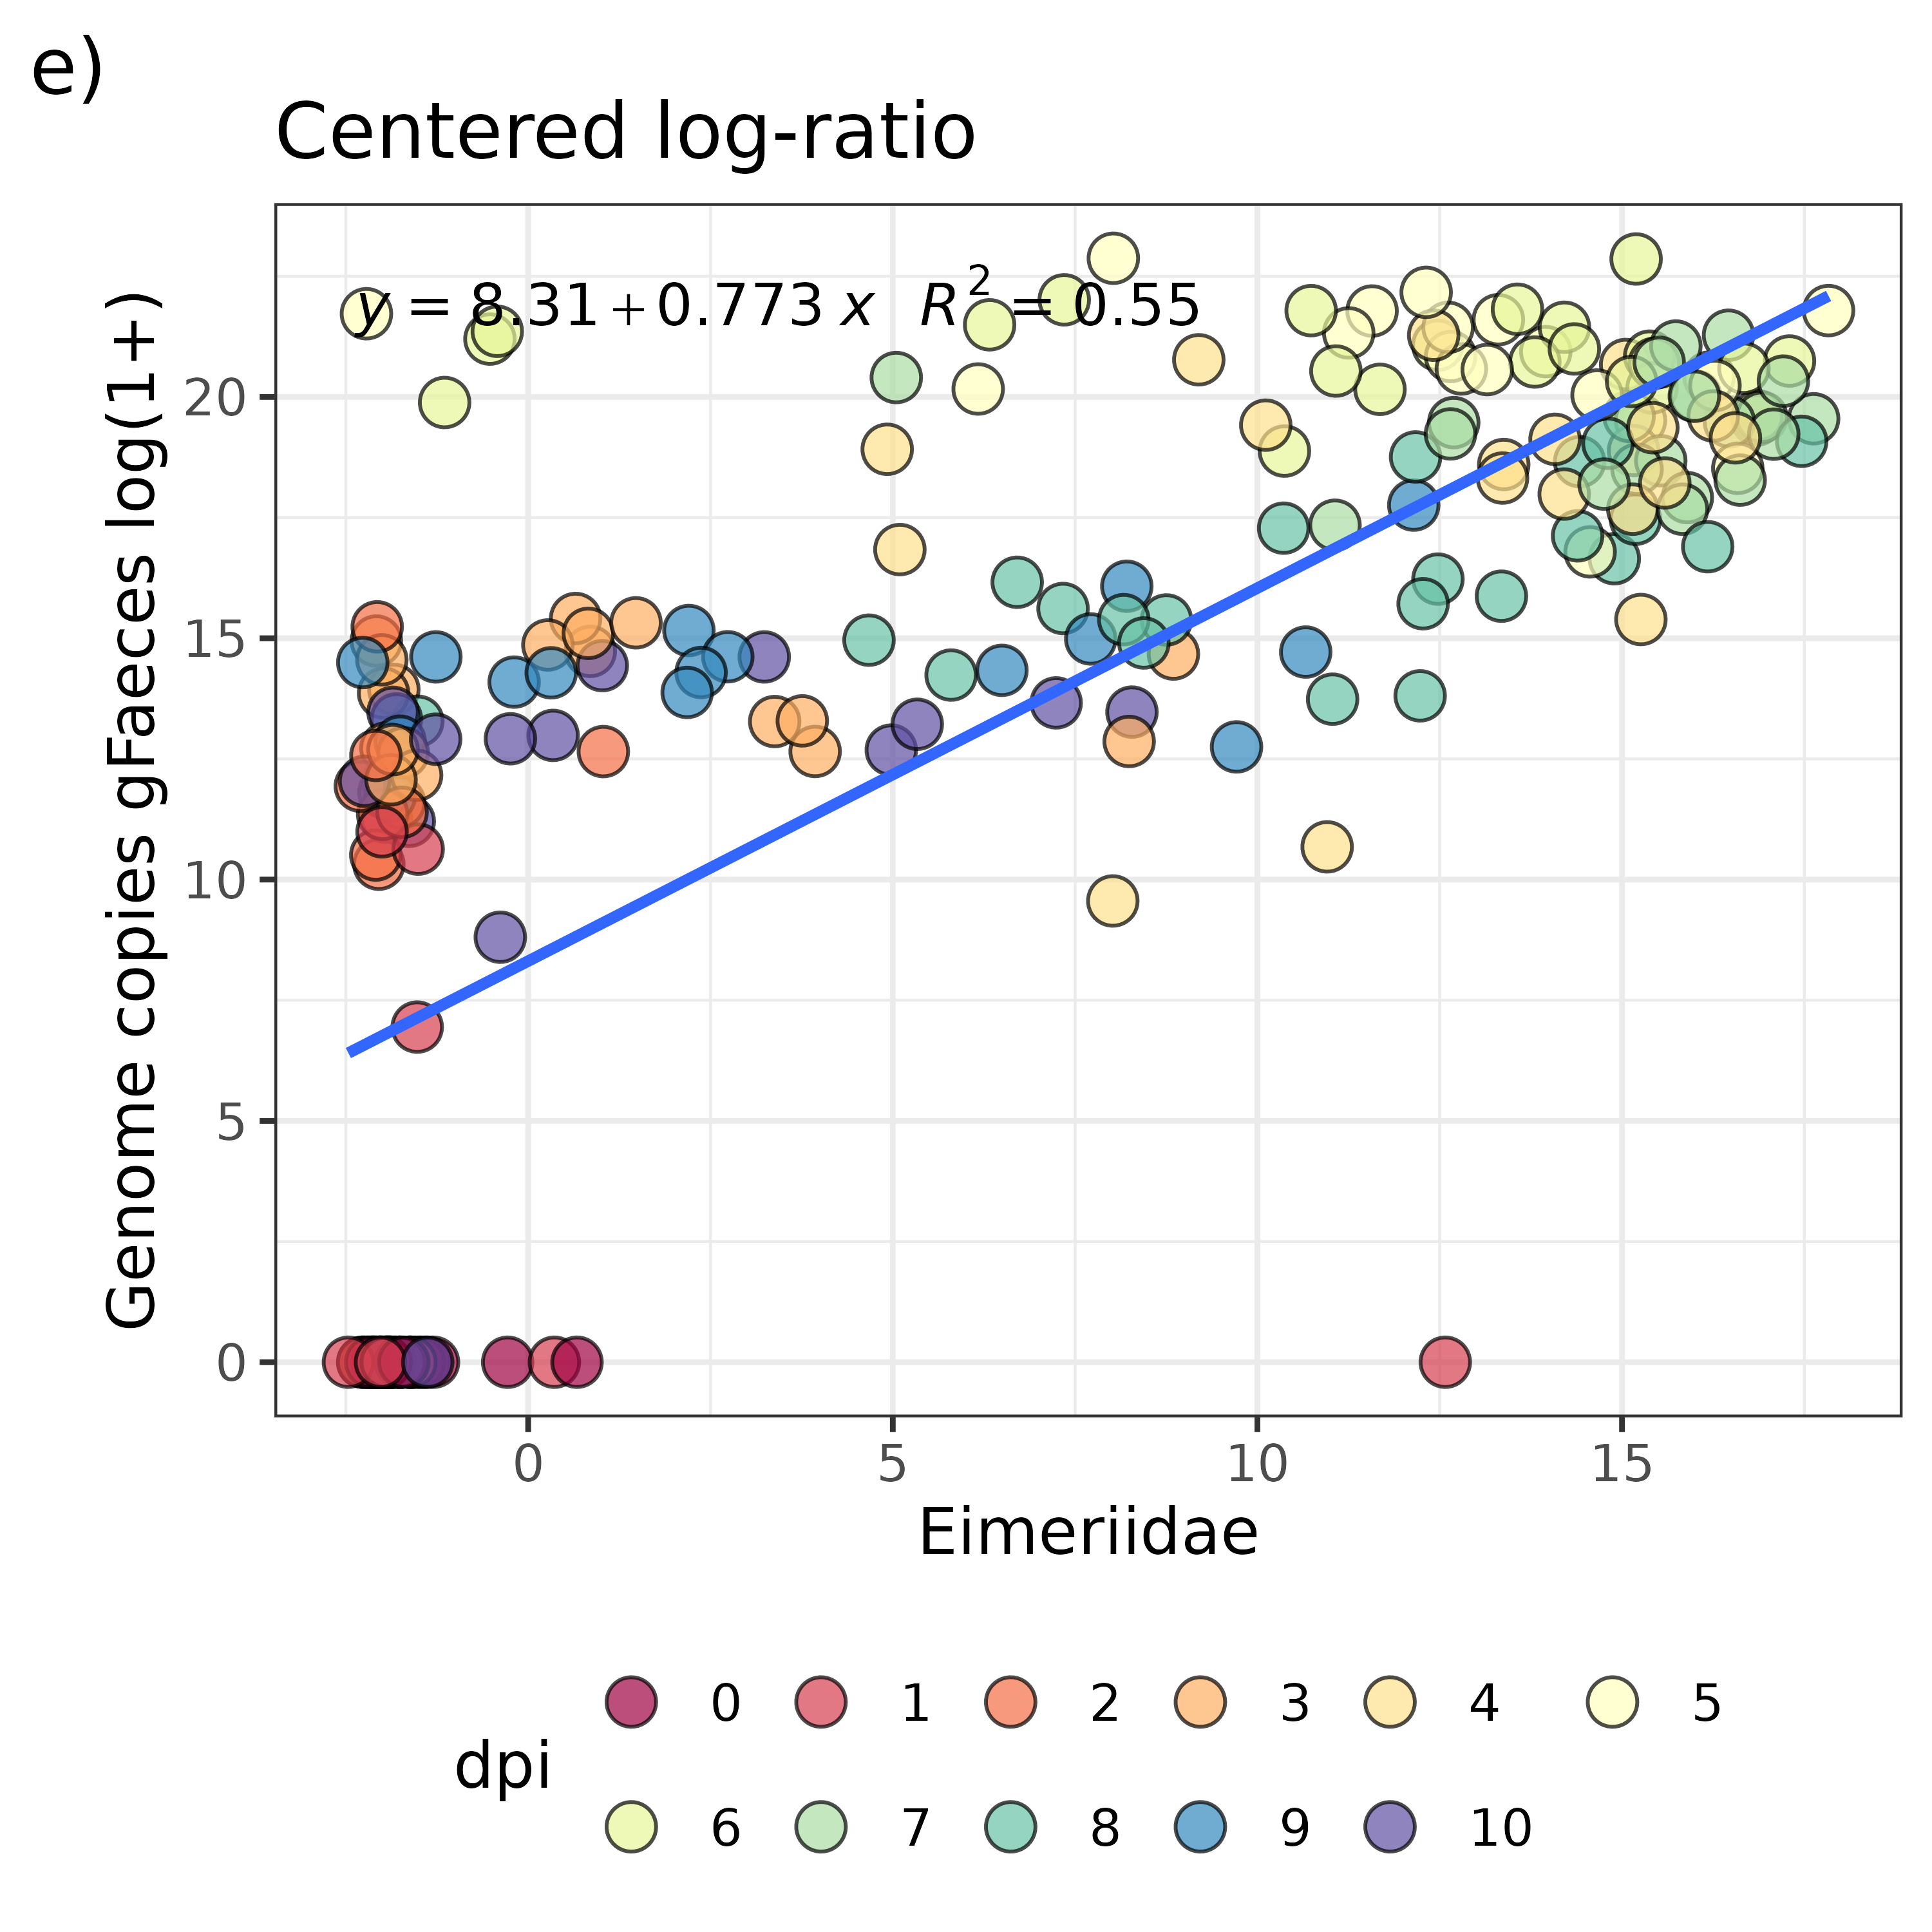 e)
Centered log-ratio
y = 8.31+0.773 x R² = 0.55
Genome copies gFaeces log(1+)
20
15
10
5
0
0 5 10 15
Eimeriidae
dpi
0 1 2 3 4 5
6 7 8 9 10